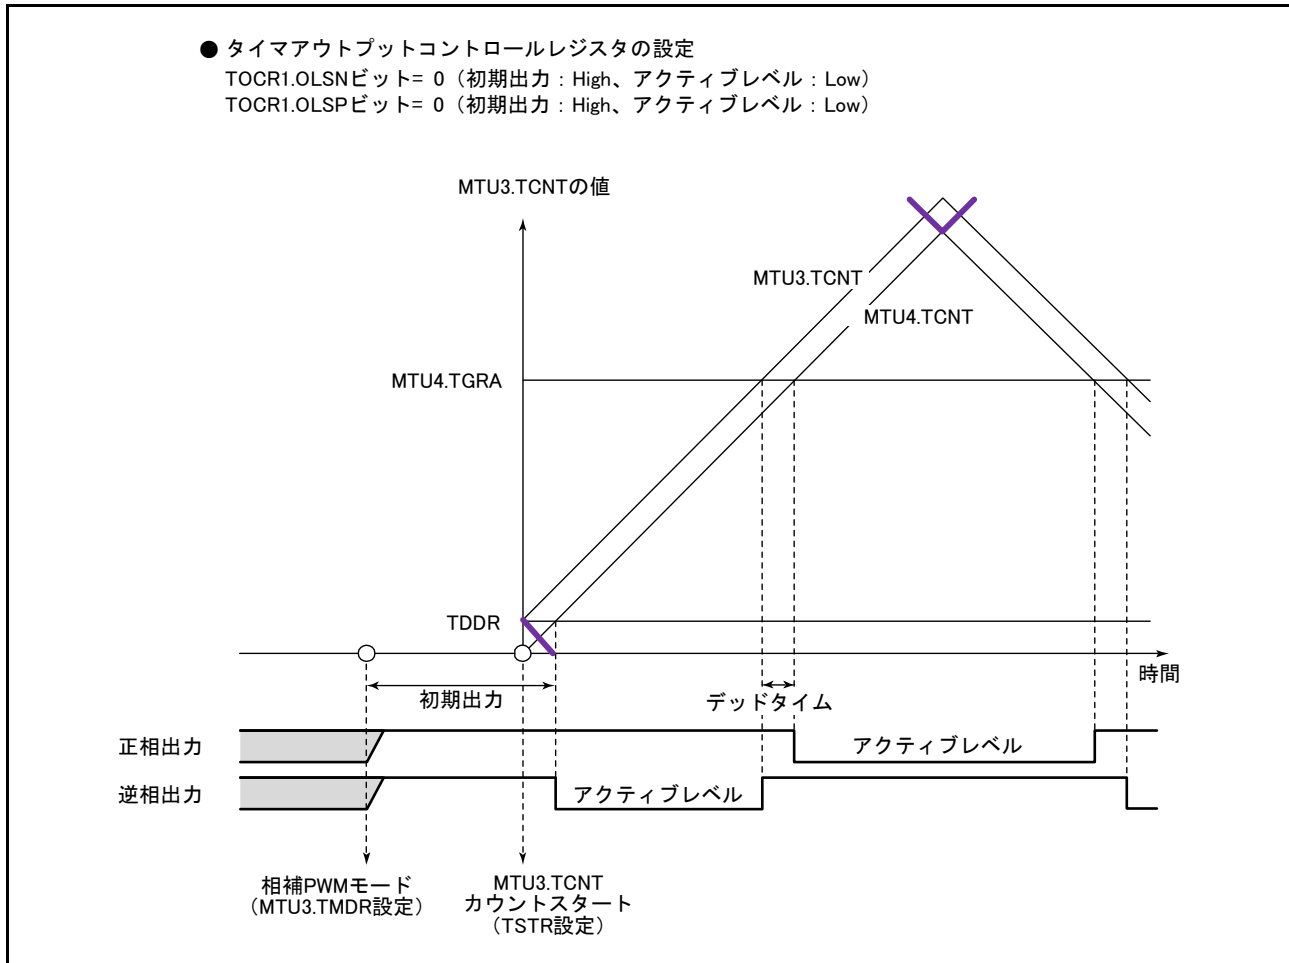 ● タイマアウトプットコントロールレジスタの設定
TOCR1.OLSNビット= 0（初期出力：High、アクティブレベル：Low）
TOCR1.OLSPビット= 0（初期出力：High、アクティブレベル：Low）
MTU3.TCNTの値
MTU3.TCNT
MTU4.TCNT
MTU4.TGRA
TDDR
時間
初期出力
デッドタイム
正相出力
アクティブレベル
逆相出力
アクティブレベル
相補PWMモード
（MTU3.TMDR設定）
MTU3.TCNT
カウントスタート
（TSTR設定）